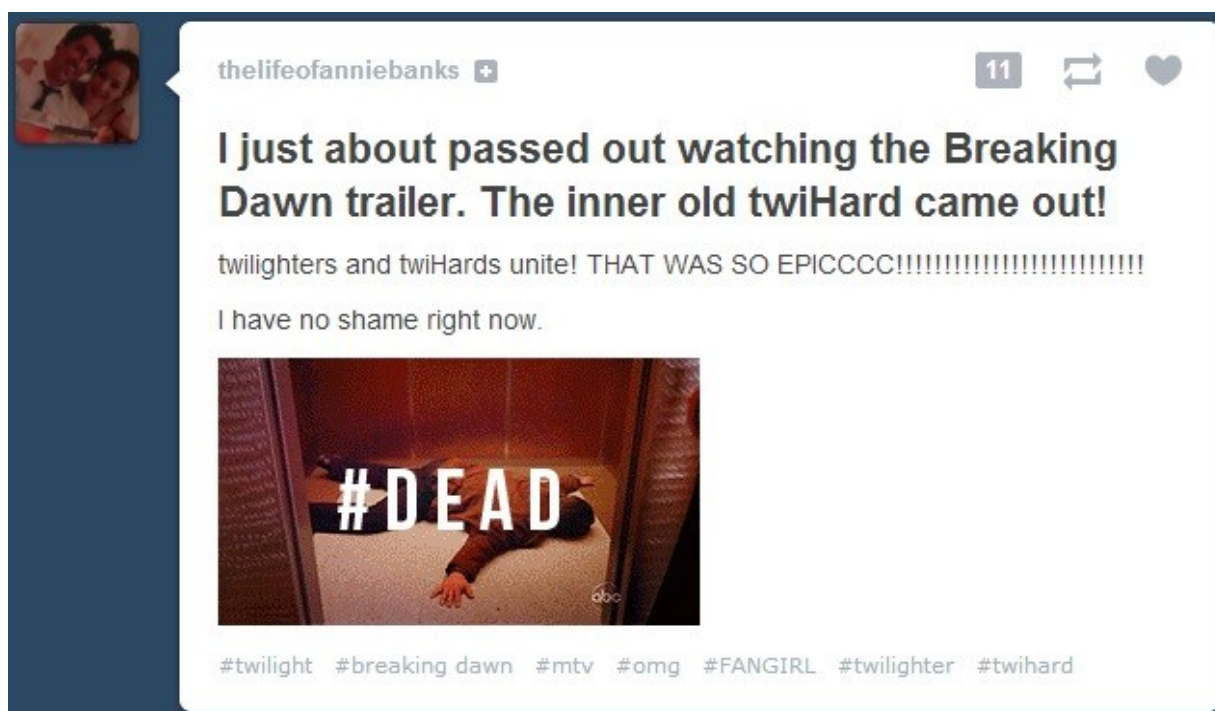 thelifeofanniebanks
11
I just about passed out watching the Breaking
Dawn trailer. The inner old twiHard came out!
twilighters and twiHards unite! THAT WAS SO EPICCCC!!!!!!!!!!!!!!!!!!!!!!!!!!
I have no shame right now.
#DEAD
abc
#twilight #breaking dawn #mtv #omg #FANGIRL #twilighter #twihard